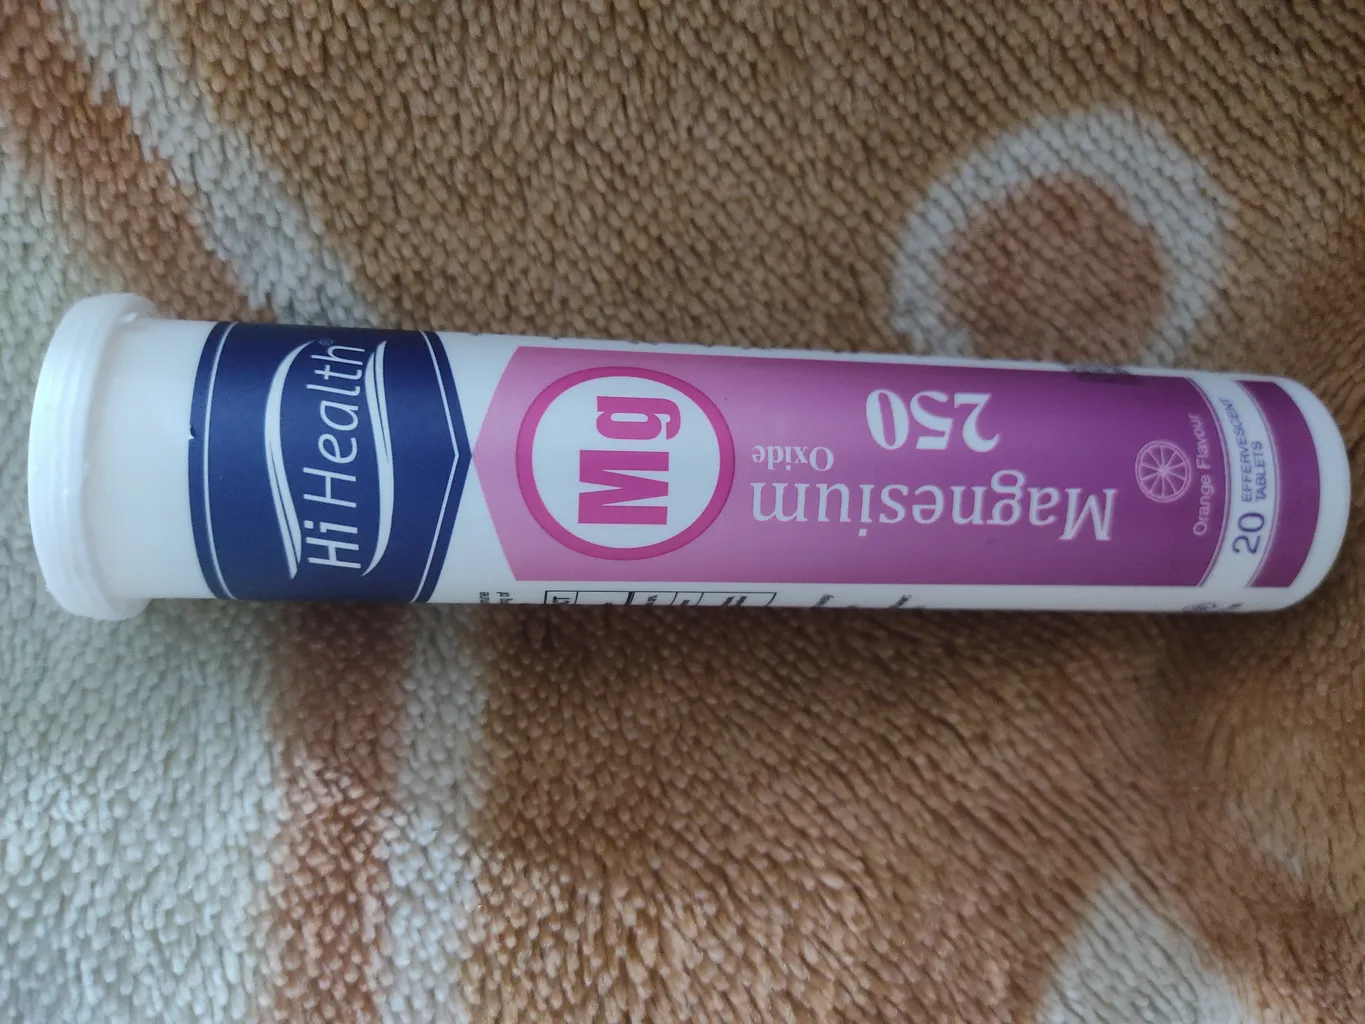 Hi Health®
Mg
Magnesium
Oxide
250
Orange Flavour
20 EFFERVESCENT
TABLETS